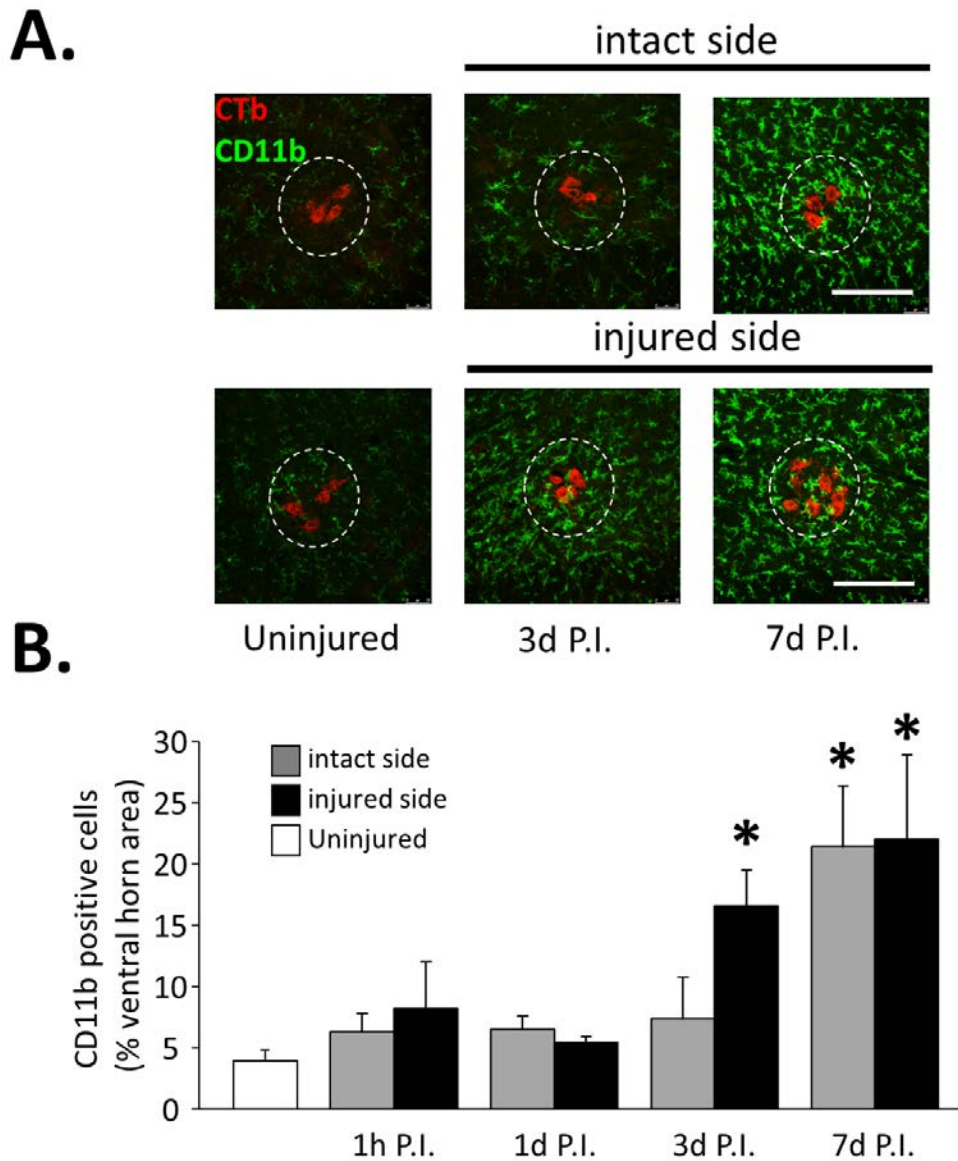 A.
intact side
CTb
CD11b
injured side
Uninjured
3d P.I.
7d P.I.
B.
CD11b positive cells
(% ventral horn area)
30
25
20
15
10
5
0
intact side
injured side
Uninjured
*
*
*
1h P.I.
1d P.I.
3d P.I.
7d P.I.